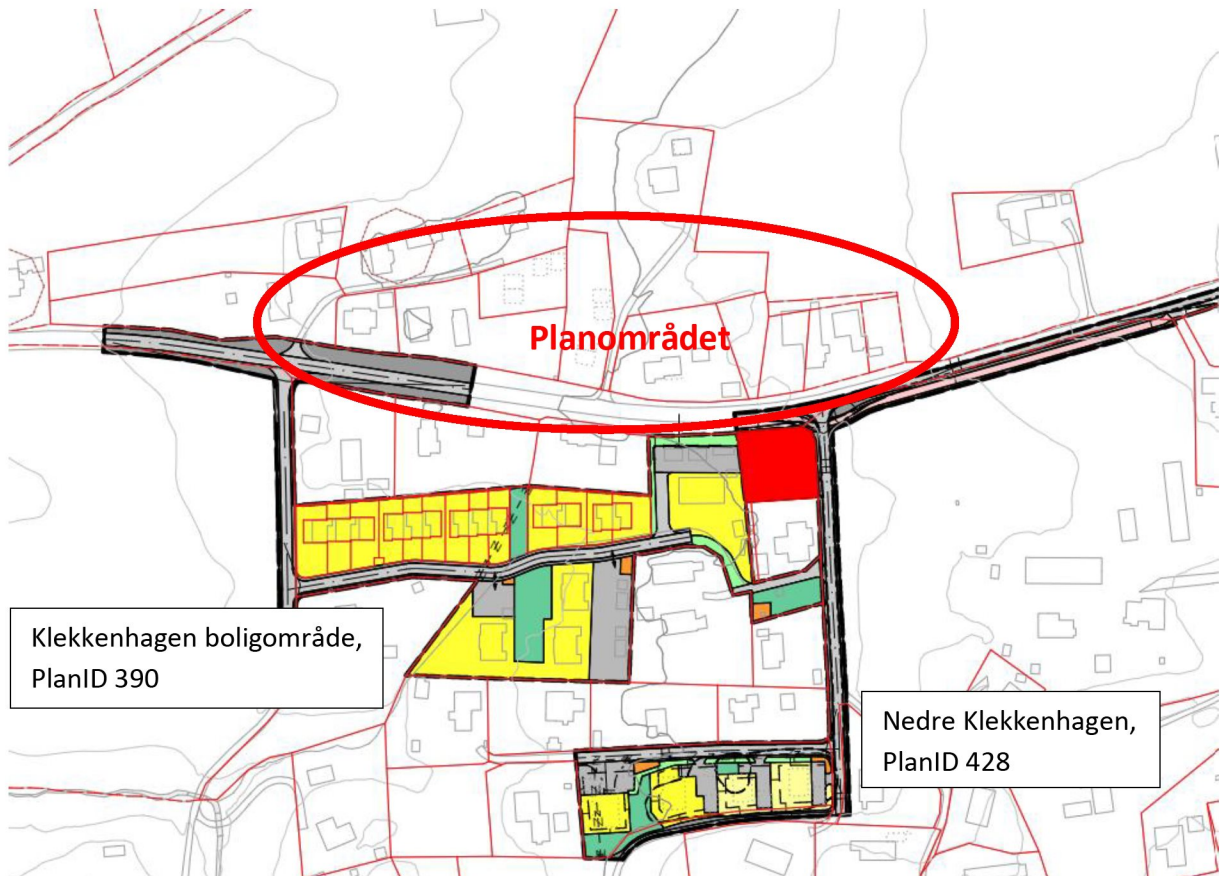 Planområdet
Klekkenhagen boligområde,
PlanID 390
Nedre Klekkenhagen,
PlanID 428